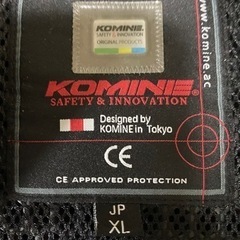 KOMINE
SAFETY & INNOVATION
ORIGINAL PRODUCTS
www.komine.ac
KOMINE®
SAFETY & INNOVATION
Designed by
KOMINE in Tokyo
CE
CE APPROVED PROTECTION
JP
XL